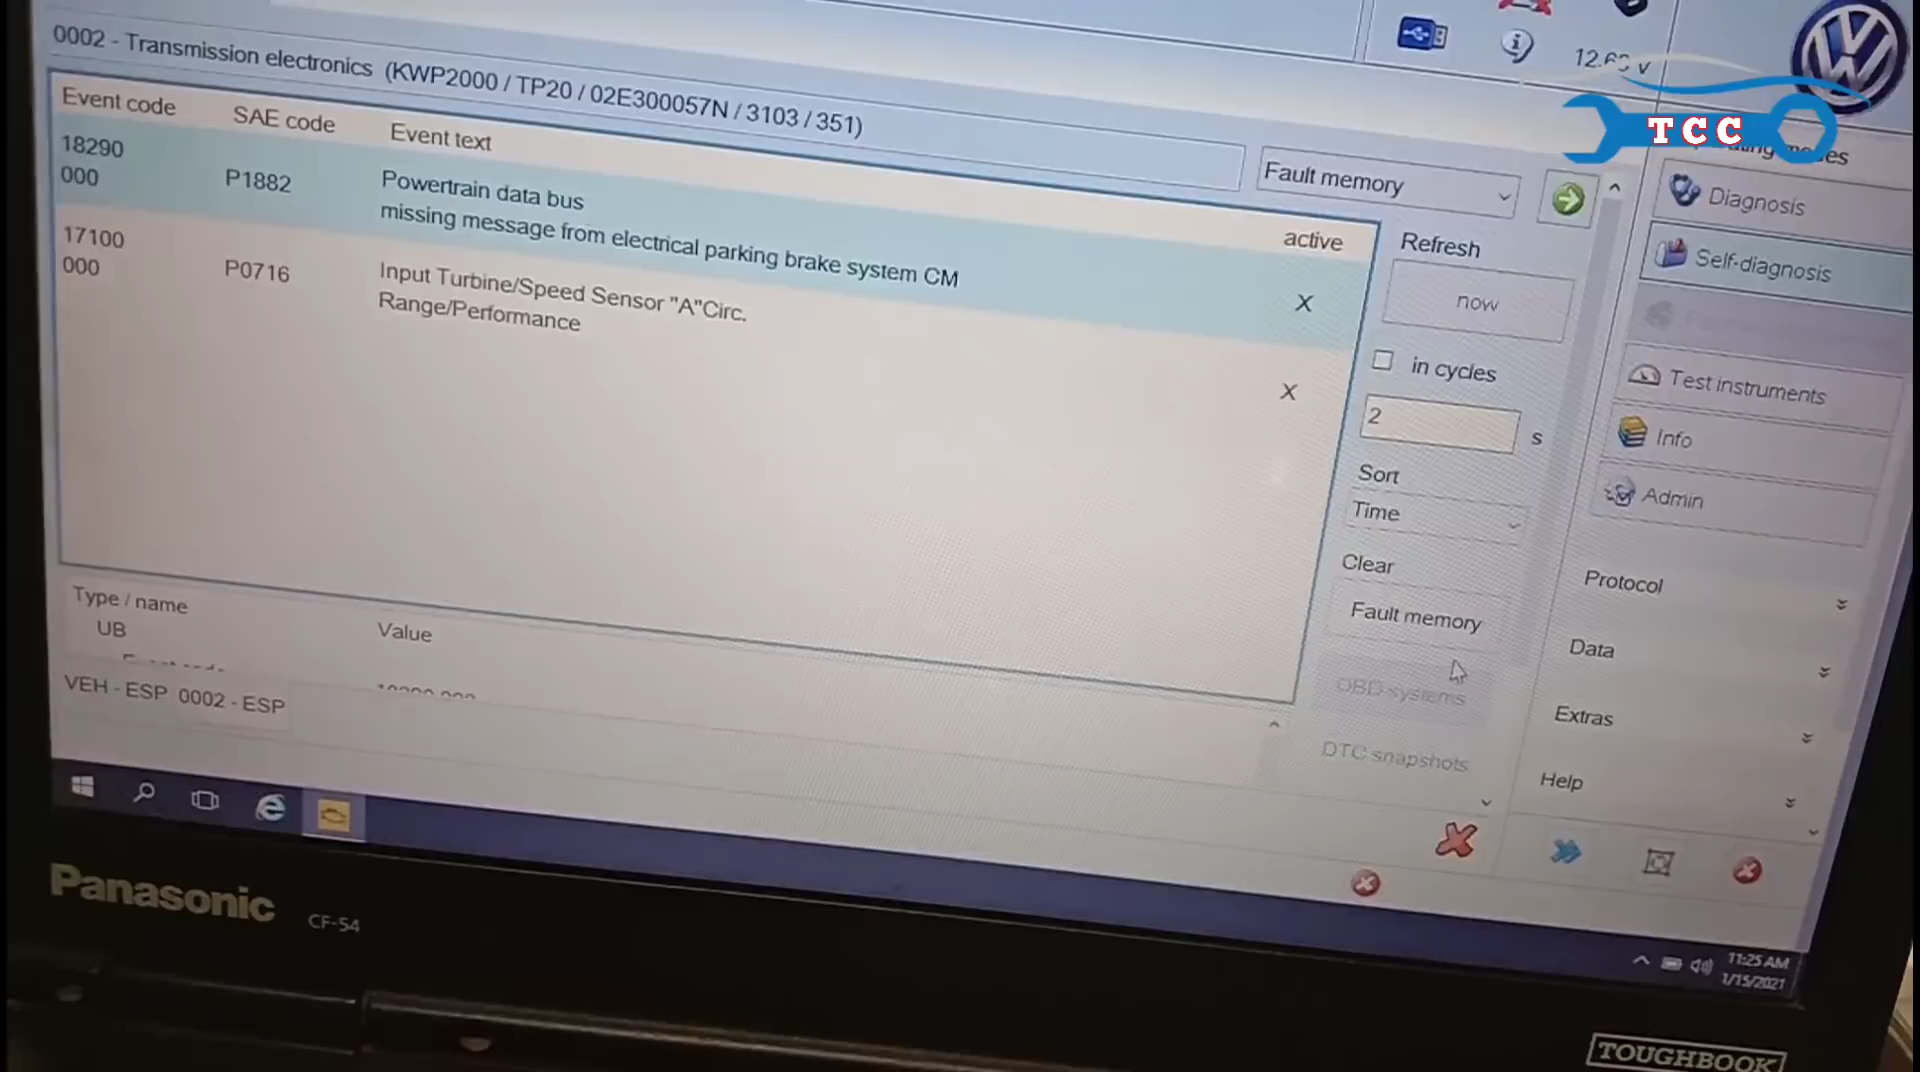 0002 - Transmission electronics (KWP2000 / TP20 / 02E300057N / 3103 / 351)
Event code SAE code Event text active
18290
000
P1882
Powertrain data bus
missing message from electrical parking brake system CM
X
17100
000
P0716
Input Turbine/Speed Sensor "A"Circ.
Range/Performance
X
Type / name Value
UB
VEH - ESP 0002 - ESP
Fault memory
Refresh
now
in cycles
2 s
Sort
Time
Clear
Fault memory
OBD systems
DTC snapshots
V
TCC
Diagnosis
Self-diagnosis
Test instruments
Info
Admin
Protocol
Data
Extras
Help
11:25 AM
1/15/2021
Panasonic
CF-54
TOUGHBOOK